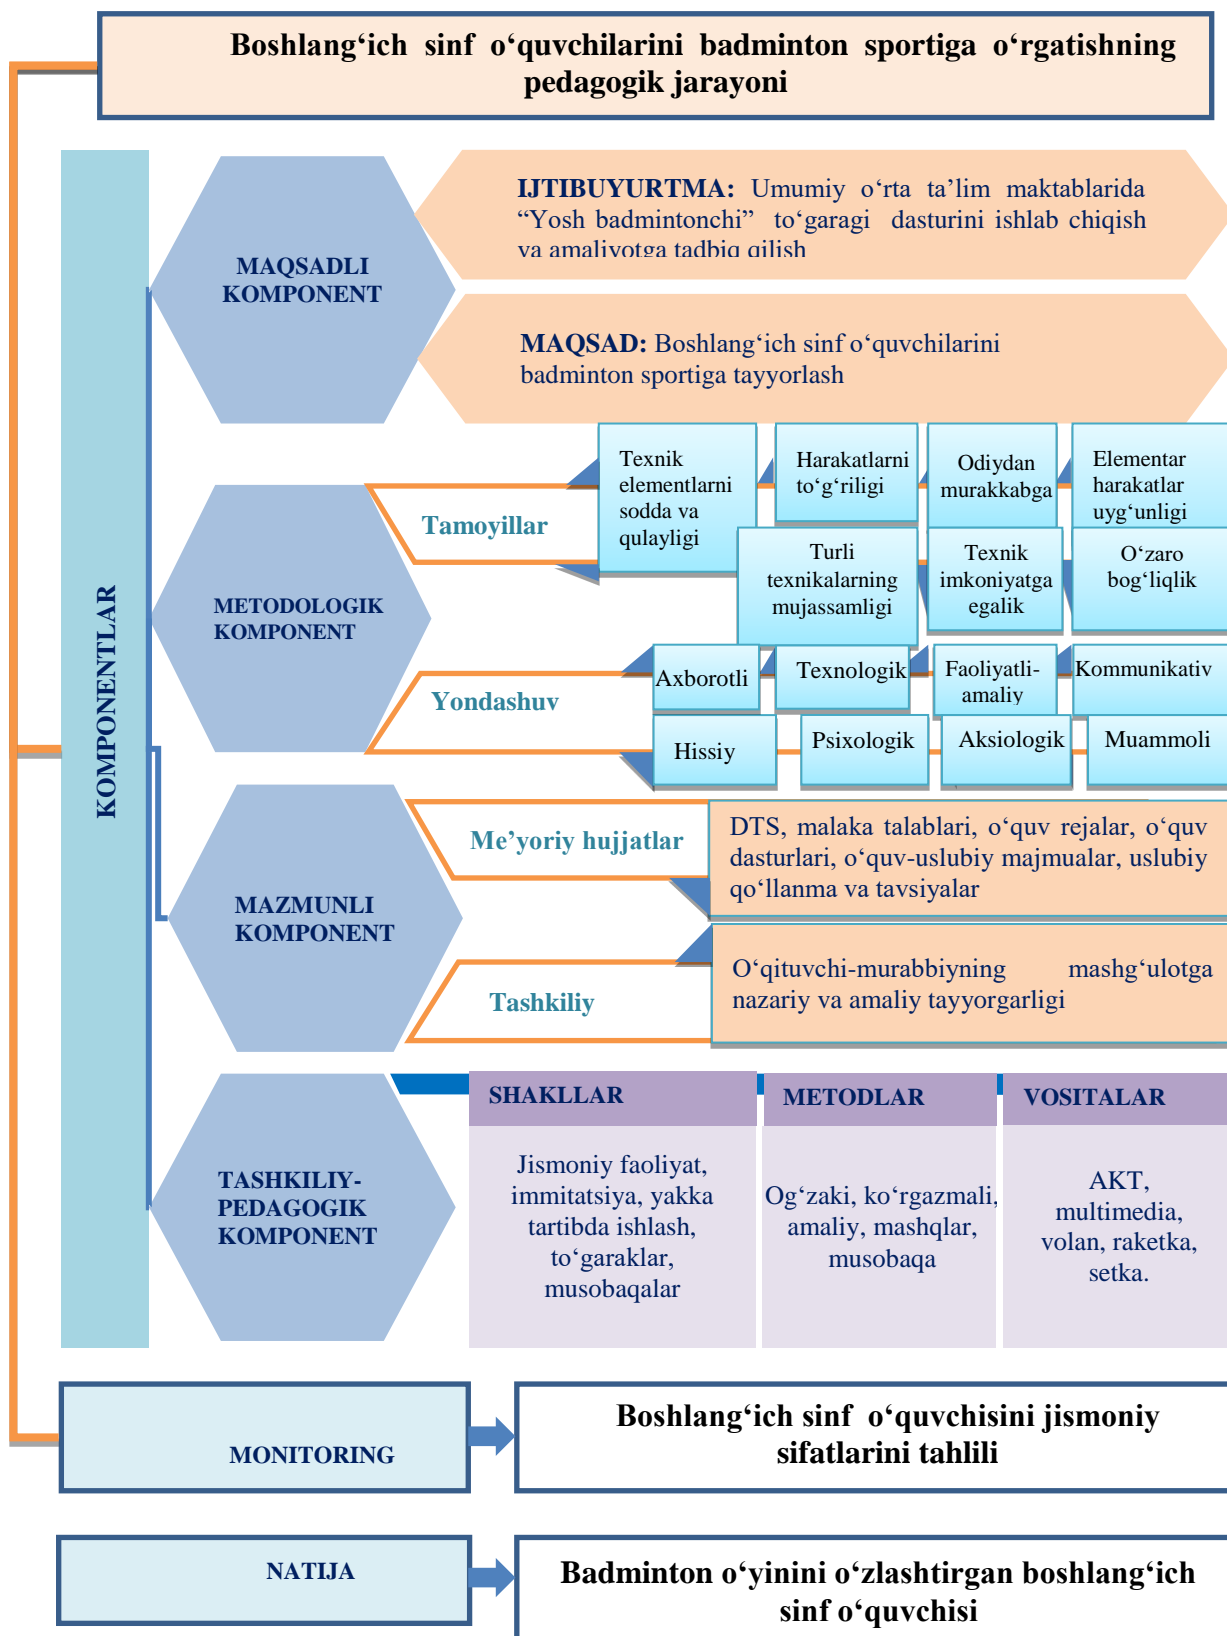 Boshlang‘ich sinf o‘quvchilarini badminton sportiga o‘rgatishning
pedagogik jarayoni
KOMPONENTLAR
MAQSADLI
KOMPONENT
IJTIBUYURTMA: Umumiy o‘rta ta’lim maktablarida
“Yosh badmintonchi” to‘garagi dasturini ishlab chiqish
va amaliyotga tadbiq qilish
MAQSAD: Boshlang‘ich sinf o‘quvchilarini
badminton sportiga tayyorlash
METODOLOGIK
KOMPONENT
Tamoyillar
Texnik
elementlarni
sodda va
qulayligi
Harakatlarni
to‘g‘riligi
Odiydan
murakkabga
Elementar
harakatlar
uyg‘unligi
Turli
texnikalarning
mujassamligi
Texnik
imkoniyatga
egalik
O‘zaro
bog‘liqlik
Yondashuv
Axborotli
Texnologik
Faoliyatli-
amaliy
Kommunikativ
Hissiy
Psixologik
Aksiologik
Muammoli
MAZMUNLI
KOMPONENT
Me’yoriy hujjatlar
DTS, malaka talablari, o‘quv rejalar, o‘quv
dasturlari, o‘quv-uslubiy majmualar, uslubiy
qo‘llanma va tavsiyalar
Tashkiliy
O‘qituvchi-murabbiyning mashg‘ulotga
nazariy va amaliy tayyorgarligi
TASHKILIY-
PEDAGOGIK
KOMPONENT
SHAKLLAR
Jismoniy faoliyat,
immitatsiya, yakka
tartibda ishlash,
to‘garaklar,
musobaqalar
METODLAR
Og‘zaki, ko‘rgazmali,
amaliy, mashqlar,
musobaqa
VOSITALAR
AKT,
multimedia,
volan, raketka,
setka.
MONITORING
Boshlang‘ich sinf o‘quvchisini jismoniy
sifatlarini tahlili
NATIJA
Badminton o‘yinini o‘zlashtirgan boshlang‘ich
sinf o‘quvchisi